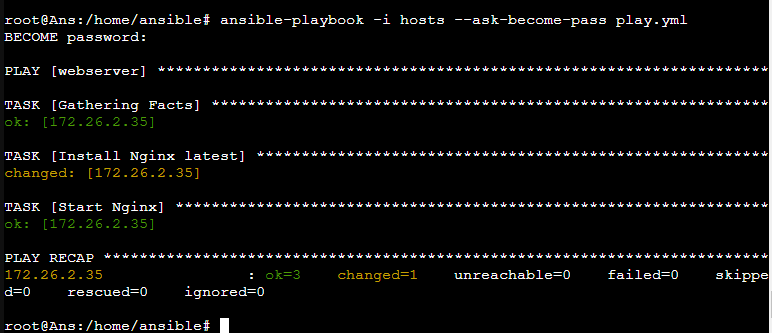 root@Ans:/home/ansible# ansible-playbook -i hosts --ask-become-pass play.yml
BECOME password:
PLAY [webserver] ********************************************************************
TASK [Gathering Facts] **************************************************************
ok: [172.26.2.35]
TASK [Install Nginx latest] *********************************************************
changed: [172.26.2.35]
TASK [Start Nginx] ******************************************************************
ok: [172.26.2.35]
PLAY RECAP **************************************************************************
172.26.2.35                : ok=3    changed=1    unreachable=0    failed=0    skippe
d=0    rescued=0    ignored=0
root@Ans:/home/ansible#